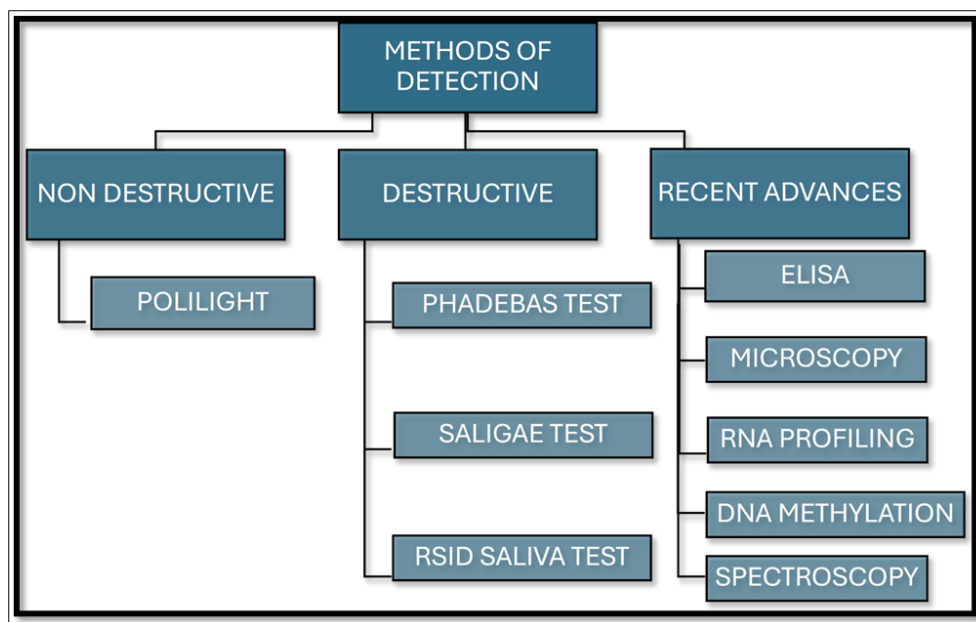 METHODS OF
DETECTION
NON DESTRUCTIVE
POLILIGHT
DESTRUCTIVE
PHADEBAS TEST
SALIGAE TEST
RSID SALIVA TEST
RECENT ADVANCES
ELISA
MICROSCOPY
RNA PROFILING
DNA METHYLATION
SPECTROSCOPY